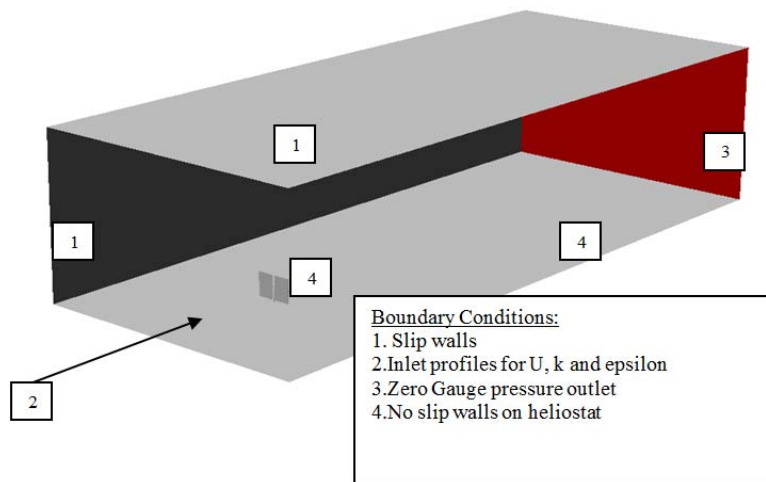 1
3
1
4
4
2
Boundary Conditions:
1. Slip walls
2.Inlet profiles for U, k and epsilon
3.Zero Gauge pressure outlet
4.No slip walls on heliostat